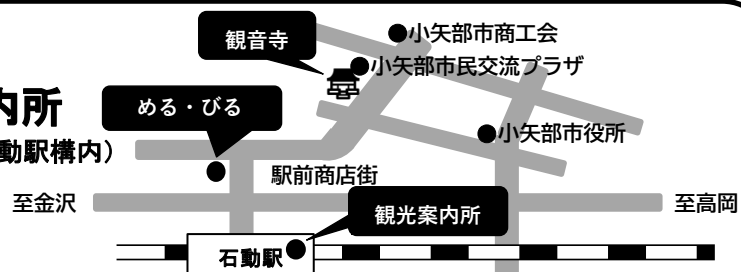 小矢部市商工会
観音寺
小矢部市民交流プラザ
内所
める・びる
動駅構内）
小矢部市役所
駅前商店街
至金沢
至高岡
観光案内所
石動駅